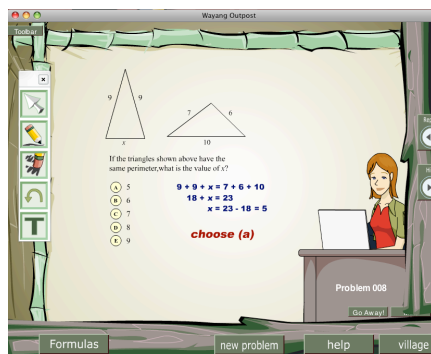 Wayang Outpost
Toolbar
9
9
x
7
6
10
If the triangles shown above have the
same perimeter,what is the value of x?
A 5
B 6
C 7
D 8
E 9
9 + 9 + x = 7 + 6 + 10
18 + x = 23
x = 23 - 18 = 5
choose (a)
T
Problem 008
Go Away!
Formulas
new problem
help
village